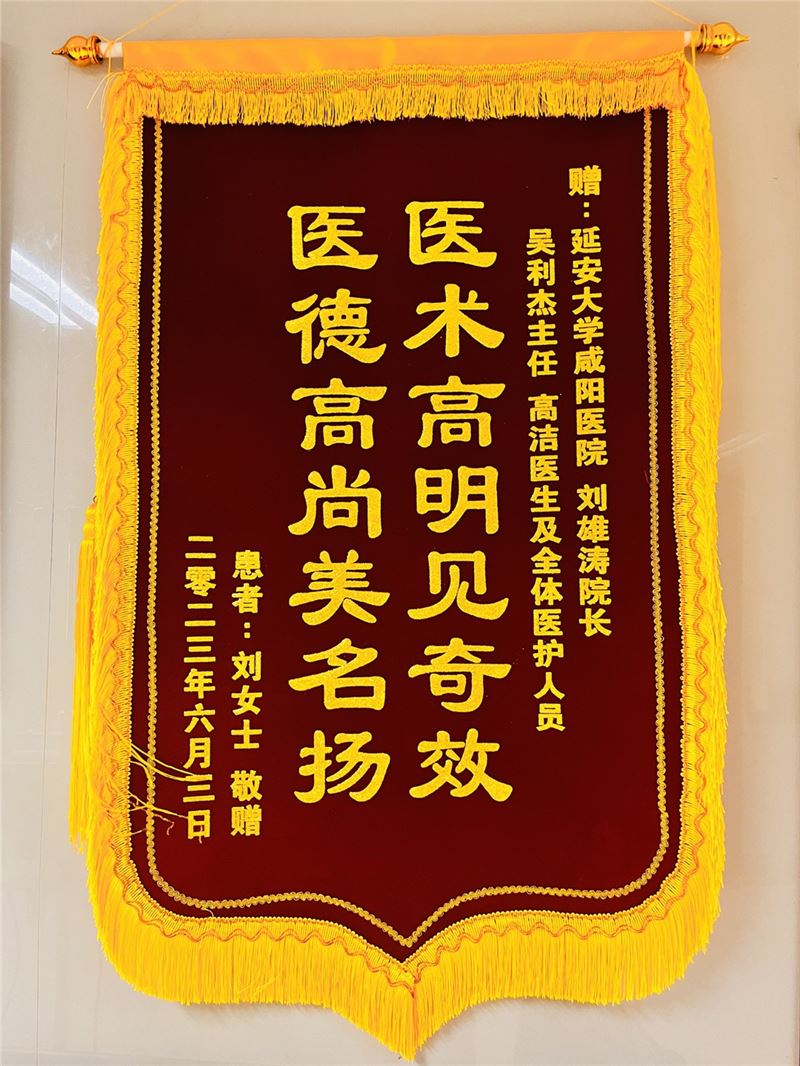 赠：延安大学咸阳医院 刘雄涛院长
吴利杰主任 高洁医生及全体医护人员
医术高明见奇效
医德高尚美名扬
患者：刘女士 敬赠
二零二三年六月三日